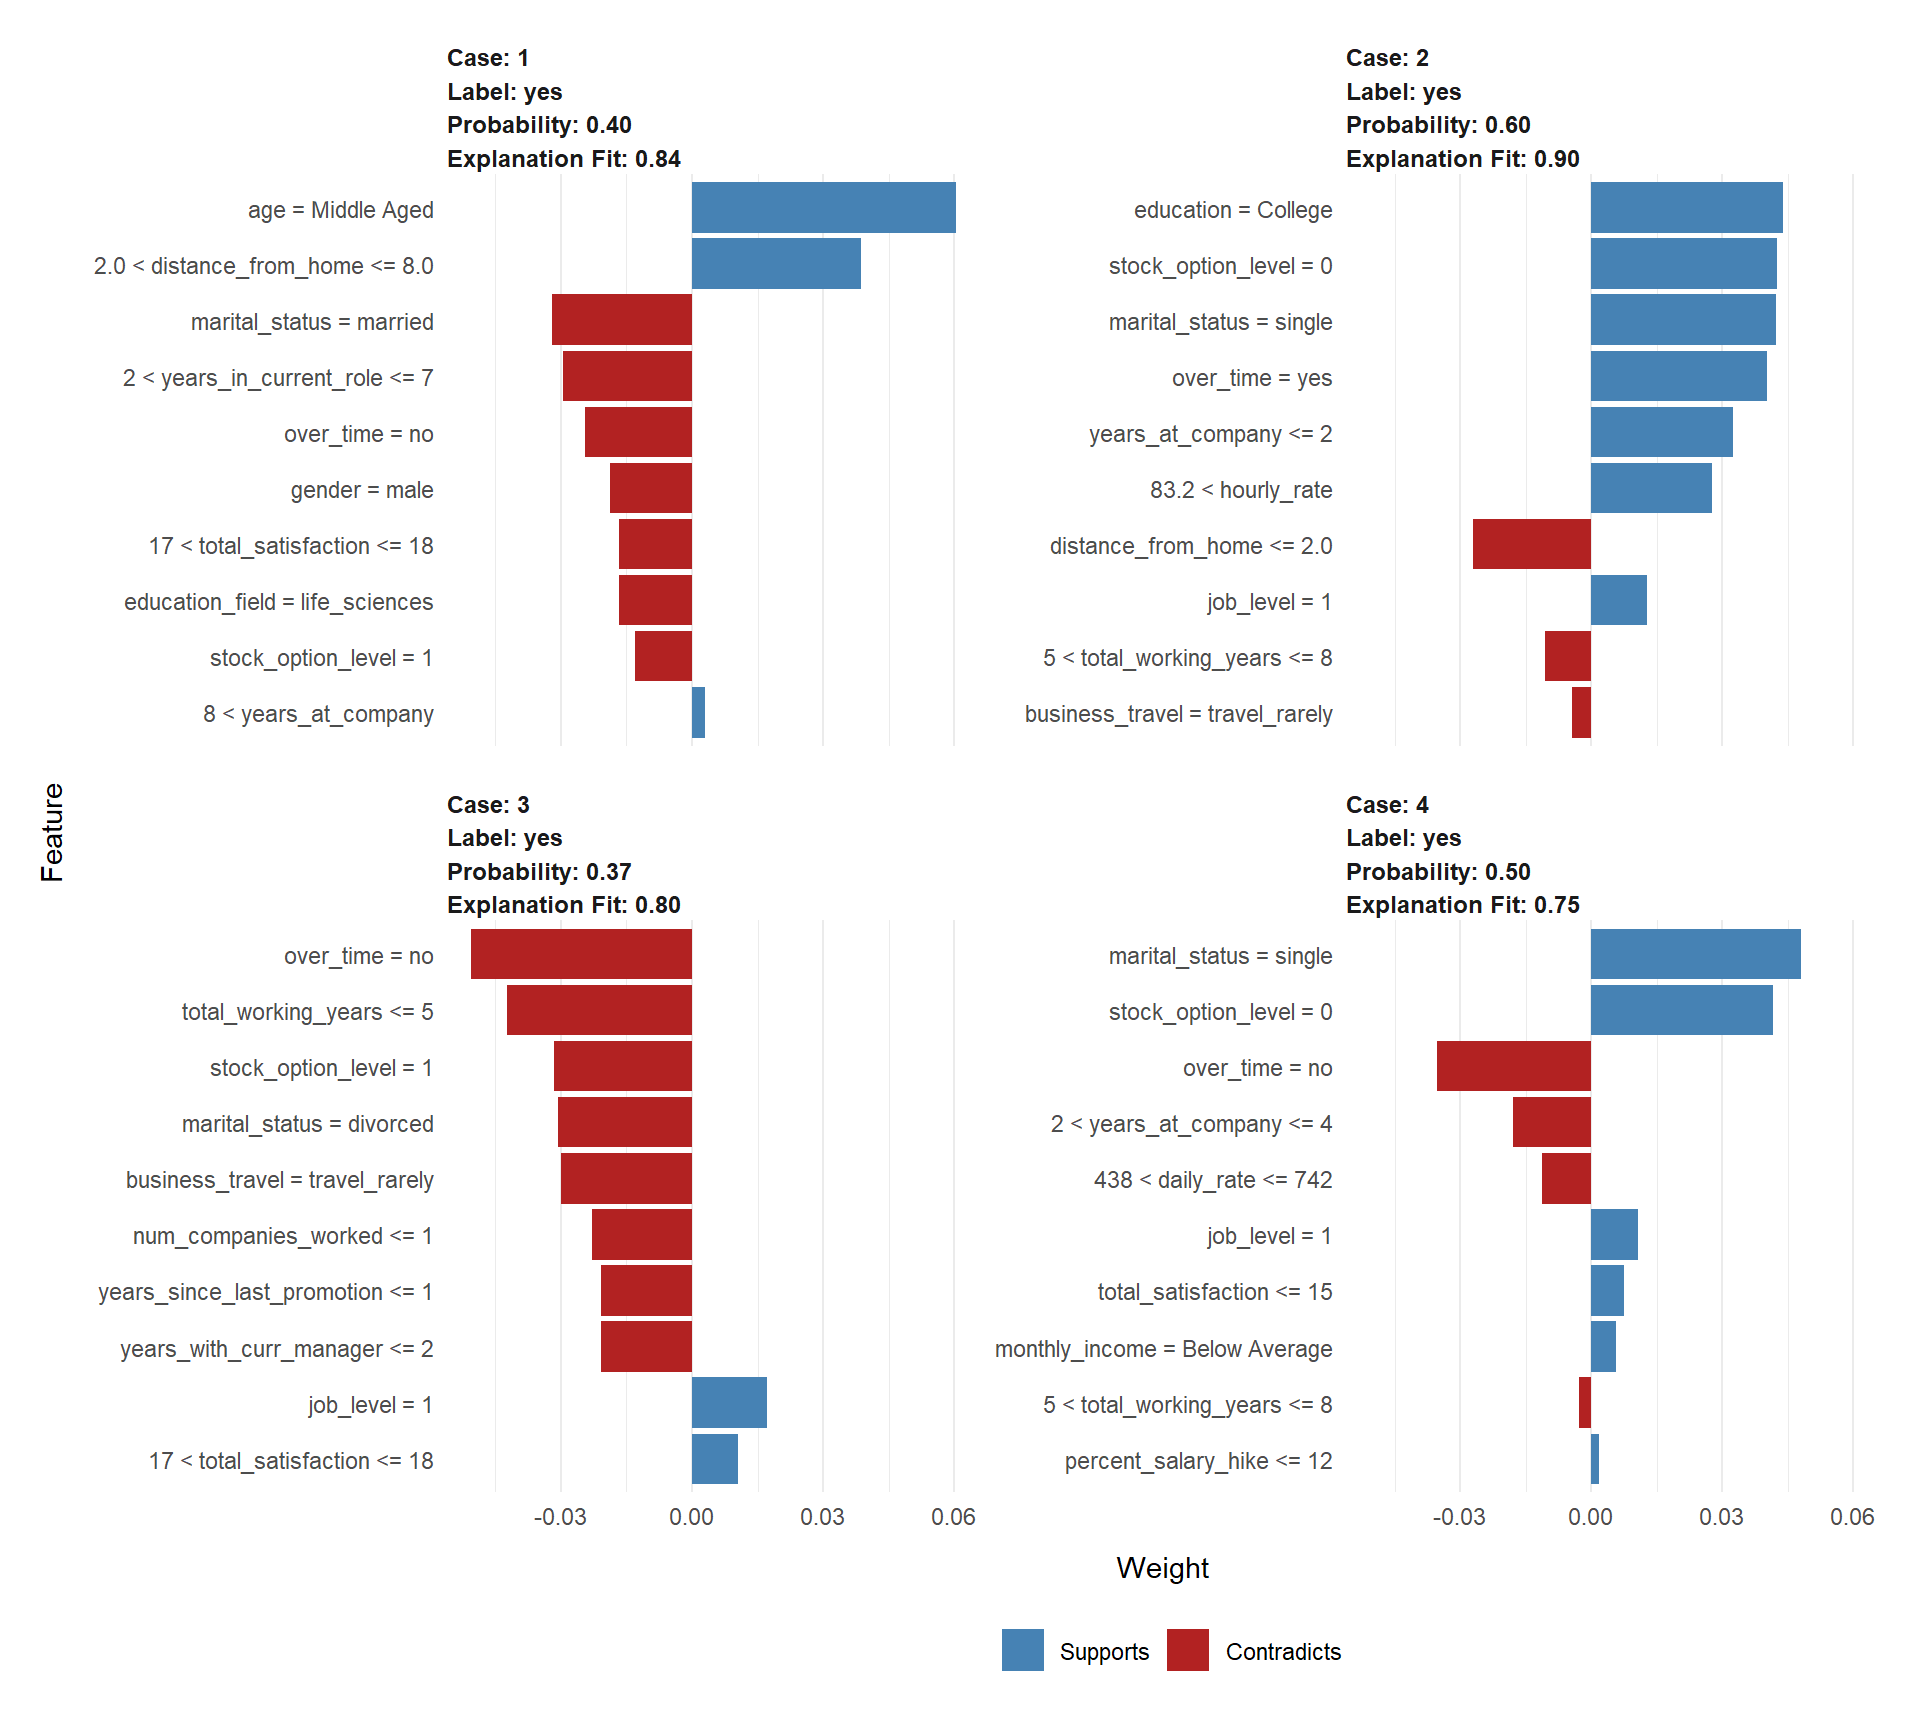 Case: 1
Label: yes
Probability: 0.40
Explanation Fit: 0.84
age = Middle Aged
2.0 < distance_from_home <= 8.0
marital_status = married
2 < years_in_current_role <= 7
over_time = no
gender = male
17 < total_satisfaction <= 18
education_field = life_sciences
stock_option_level = 1
8 < years_at_company
Case: 2
Label: yes
Probability: 0.60
Explanation Fit: 0.90
education = College
stock_option_level = 0
marital_status = single
over_time = yes
years_at_company <= 2
83.2 < hourly_rate
distance_from_home <= 2.0
job_level = 1
5 < total_working_years <= 8
business_travel = travel_rarely
Feature
Case: 3
Label: yes
Probability: 0.37
Explanation Fit: 0.80
over_time = no
total_working_years <= 5
stock_option_level = 1
marital_status = divorced
business_travel = travel_rarely
num_companies_worked <= 1
years_since_last_promotion <= 1
years_with_curr_manager <= 2
job_level = 1
17 < total_satisfaction <= 18
-0.03 0.00 0.03 0.06
Case: 4
Label: yes
Probability: 0.50
Explanation Fit: 0.75
marital_status = single
stock_option_level = 0
over_time = no
2 < years_at_company <= 4
438 < daily_rate <= 742
job_level = 1
total_satisfaction <= 15
monthly_income = Below Average
5 < total_working_years <= 8
percent_salary_hike <= 12
-0.03 0.00 0.03 0.06
Weight
Supports Contradicts